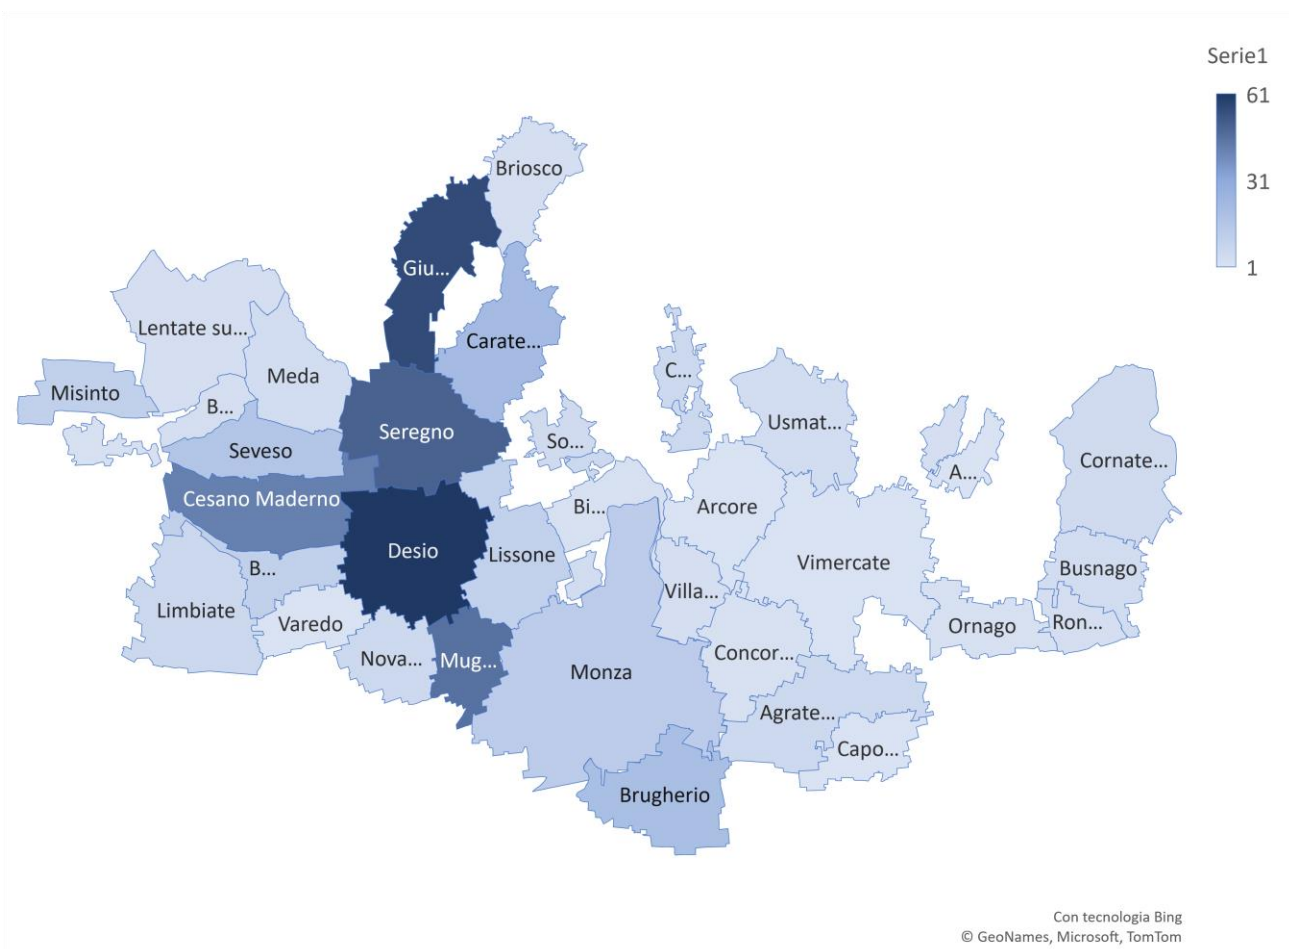 Serie1
61
31
1
Briosco
Giu...
Lentate su...
Carate...
Meda
C...
Misinto
B...
Usmat...
Seregno
So...
Seveso
Cornate...
A...
Cesano Maderno
Bi...
Arcore
Desio
Lissone
Vimercate
B...
Busnago
Villa...
Limbiate
Varedo
Ornago
Ron...
Concor...
Nova...
Mug...
Monza
Agrate...
Capo...
Brugherio
Con tecnologia Bing
© GeoNames, Microsoft, TomTom